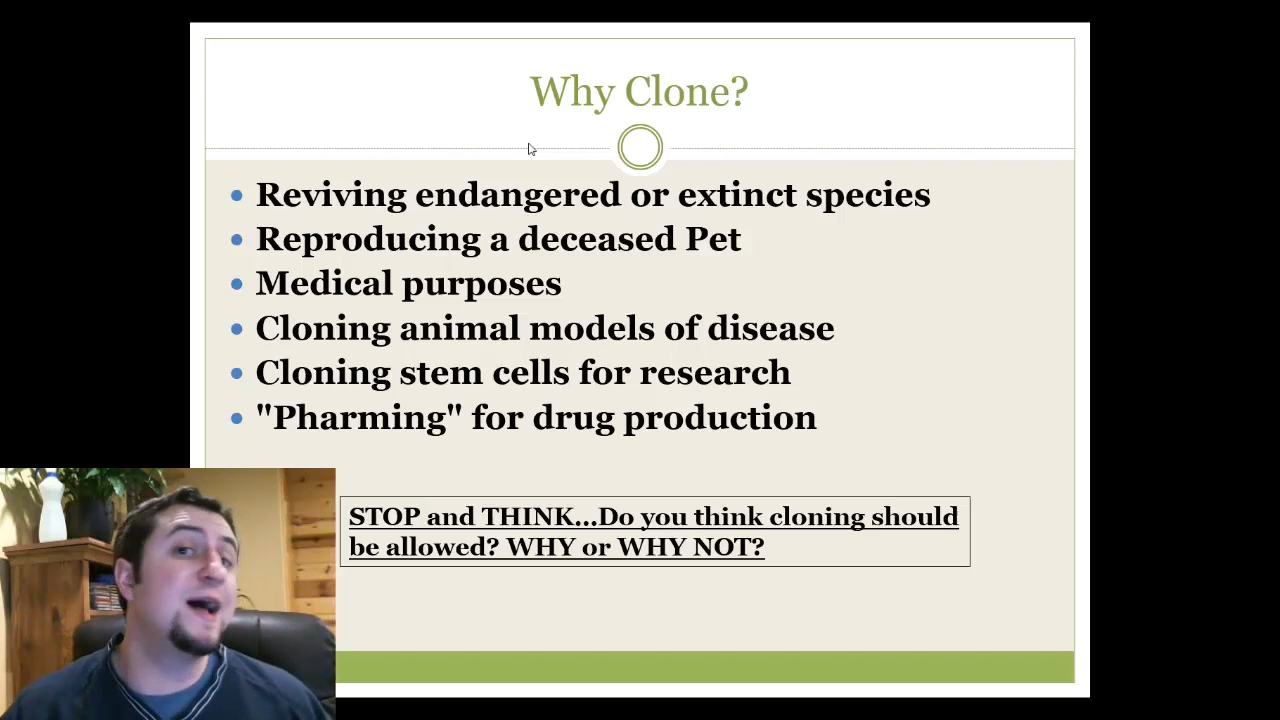 Why Clone?
Reviving endangered or extinct species
Reproducing a deceased Pet
Medical purposes
Cloning animal models of disease
Cloning stem cells for research
"Pharming" for drug production
STOP and THINK...Do you think cloning should
be allowed? WHY or WHY NOT?